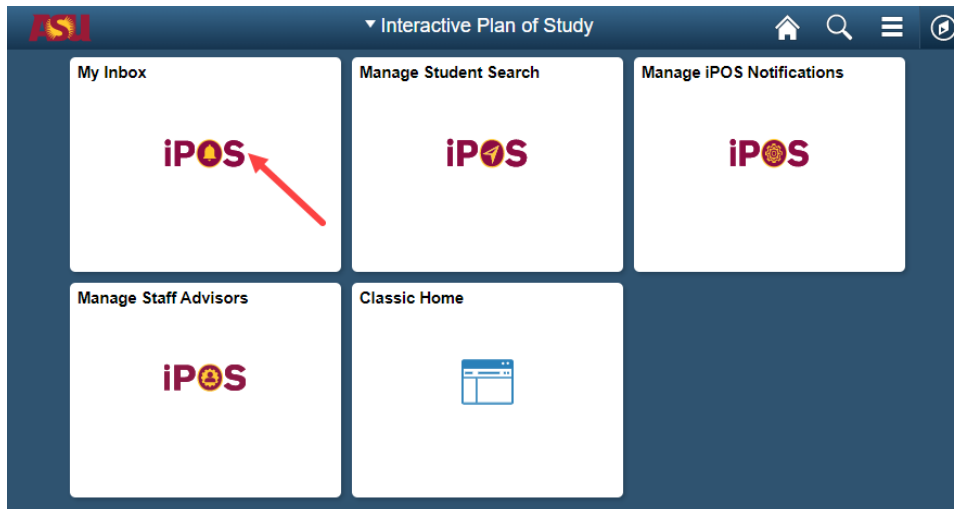 ASU
Interactive Plan of Study
My Inbox
Manage Student Search
Manage iPOS Notifications
iPOS
iPOS
iPOS
Manage Staff Advisors
Classic Home
iPOS